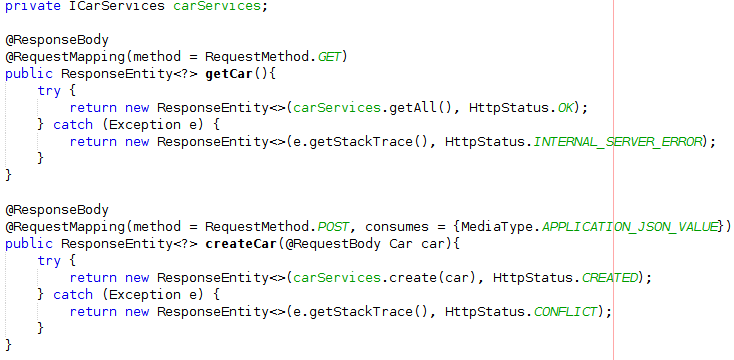 private ICarServices carServices;
@ResponseBody
@RequestMapping(method = RequestMethod.GET)
public ResponseEntity<?> getCar(){
try {
return new ResponseEntity<>(carServices.getAll(), HttpStatus.OK);
} catch (Exception e) {
return new ResponseEntity<>(e.getStackTrace(), HttpStatus.INTERNAL_SERVER_ERROR);
}
}
@ResponseBody
@RequestMapping(method = RequestMethod.POST, consumes = {MediaType.APPLICATION_JSON_VALUE})
public ResponseEntity<?> createCar(@RequestBody Car car){
try {
return new ResponseEntity<>(carServices.create(car), HttpStatus.CREATED);
} catch (Exception e) {
return new ResponseEntity<>(e.getStackTrace(), HttpStatus.CONFLICT);
}
}